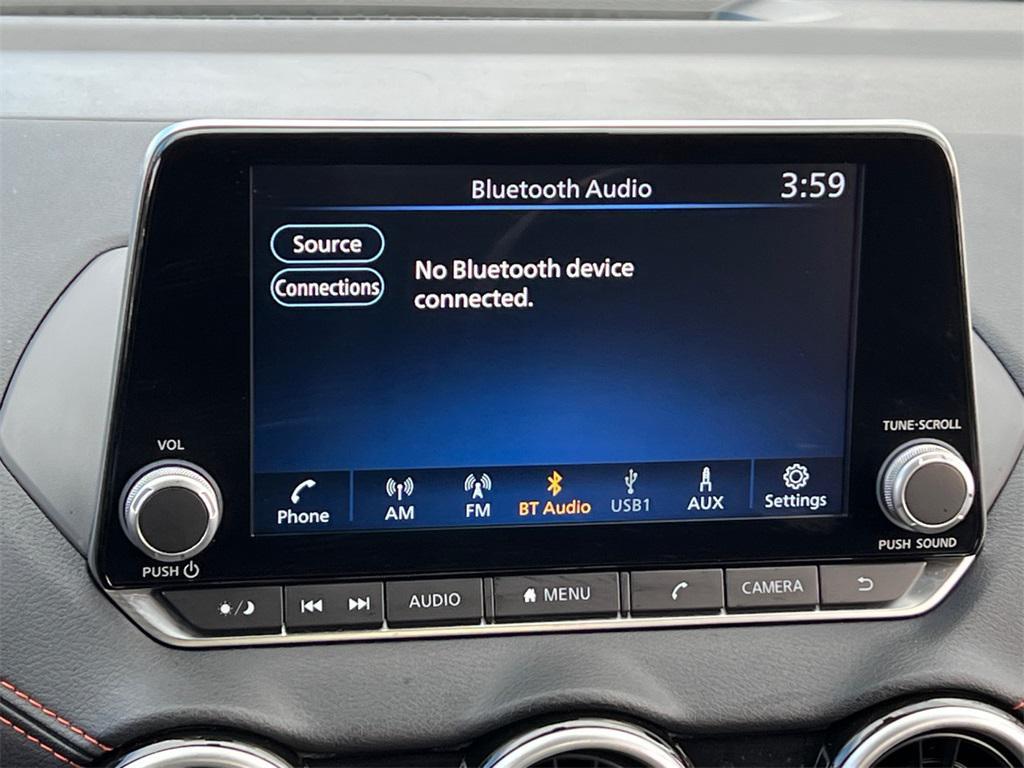 Bluetooth Audio
3:59
Source
No Bluetooth device
Connections
connected.
VOL
TUNE·SCROLL
Phone
AM
FM
BT Audio
USB1
AUX
Settings
PUSH
PUSH SOUND
AUDIO
MENU
CAMERA